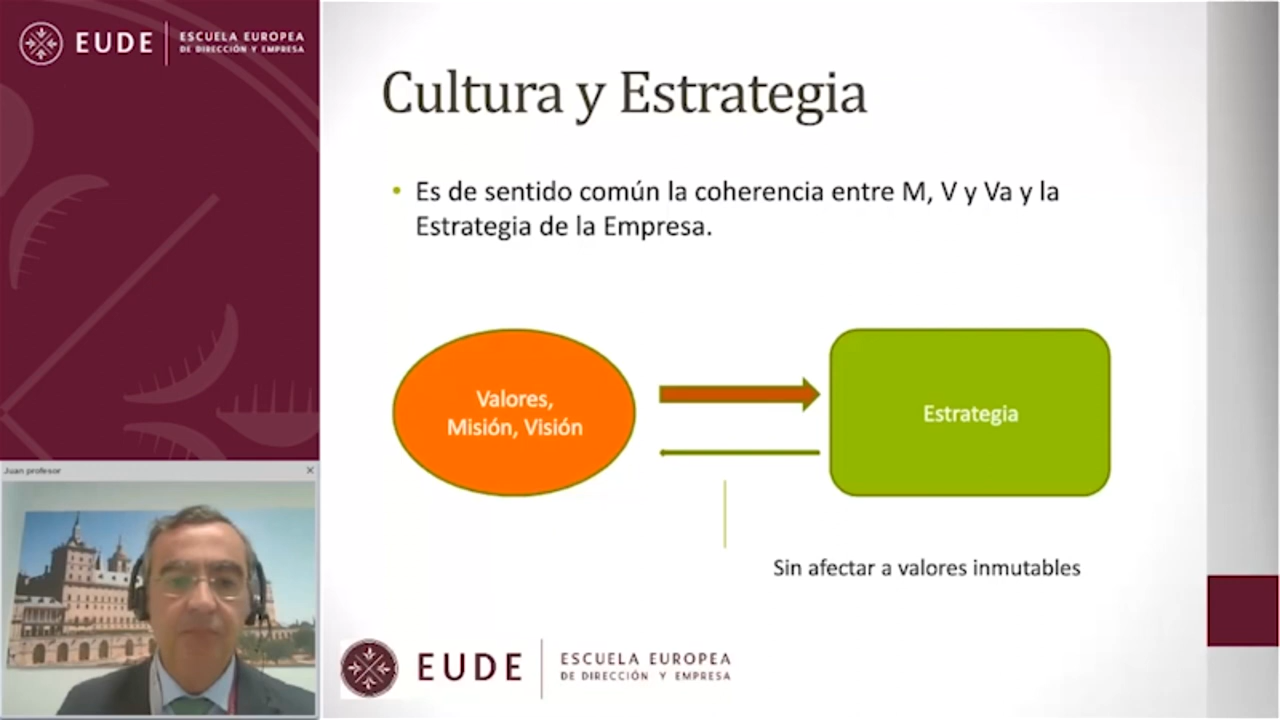 EUDE
ESCUELA EUROPEA
DE DIRECCIÓN Y EMPRESA
Cultura y Estrategia
• Es de sentido común la coherencia entre M, V y Va y la
Estrategia de la Empresa.
Valores,
Misión, Visión
Estrategia
Sin afectar a valores inmutables
Juan profesor
EUDE
ESCUELA EUROPEA
DE DIRECCIÓN Y EMPRESA